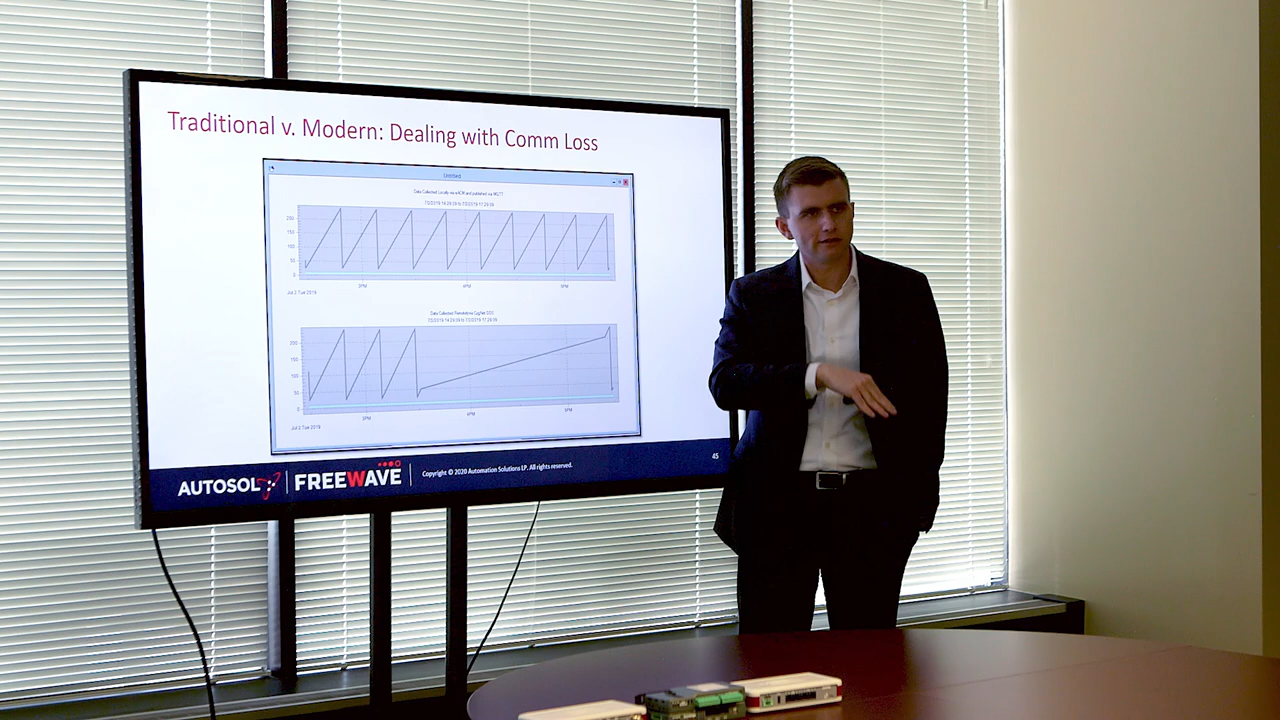 Traditional v. Modern: Dealing with Comm Loss
Untitled
250
150
100
50
0
3PM
4PM
5PM
Jul 2 Tue 2019
200
150
100
50
0
3PM
4PM
5PM
Jul 2 Tue 2019
45
AUTOSOL
FREEWAVE
Copyright © 2020 Automation Solutions LP. All rights reserved.